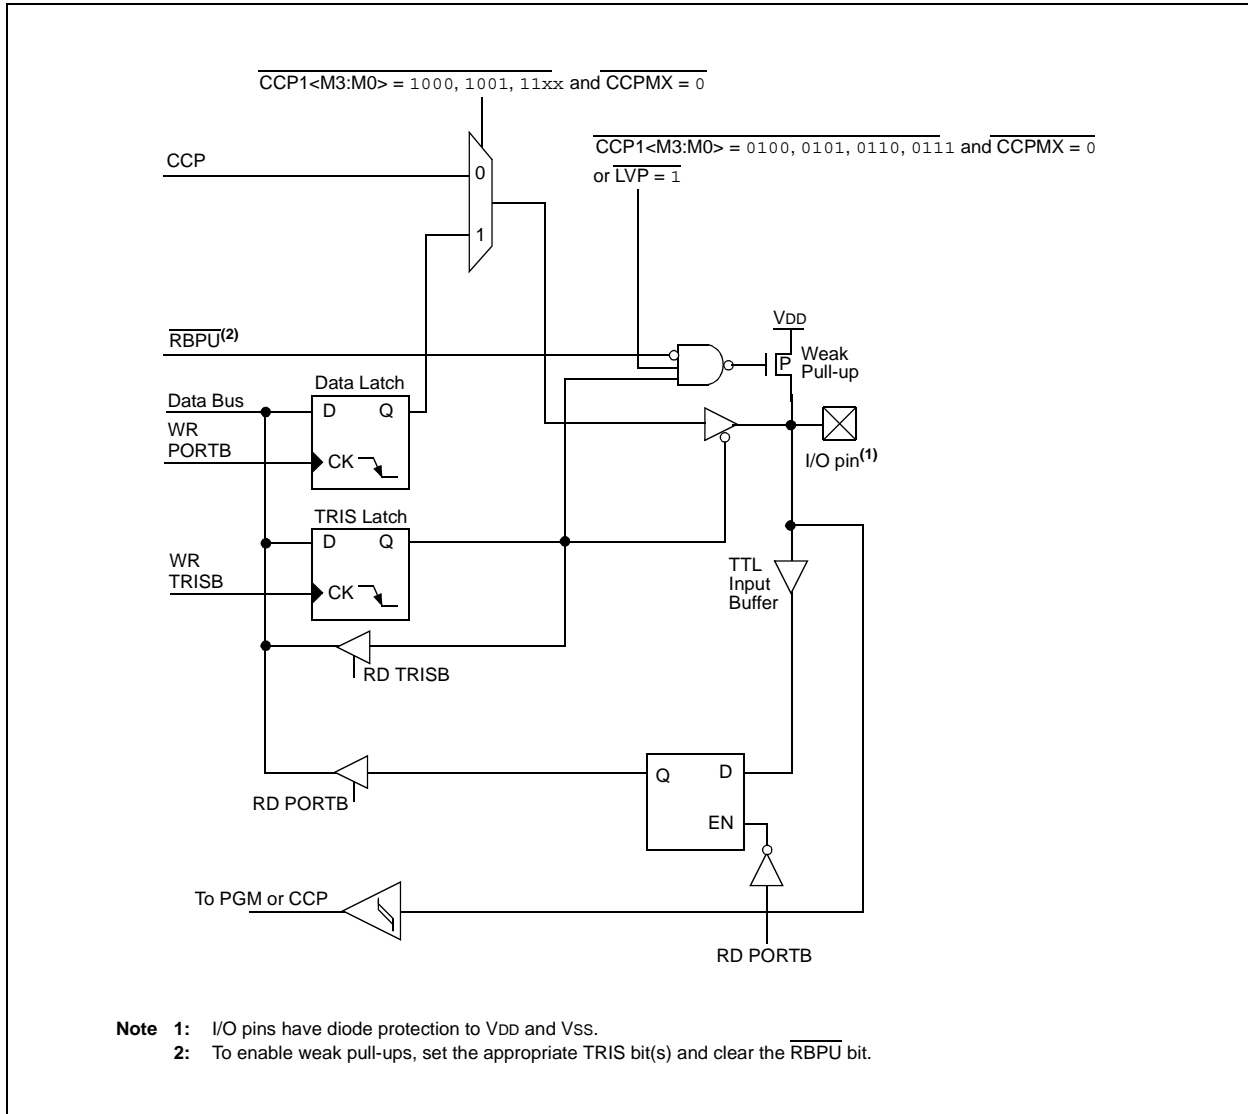 CCP1<M3:M0> = 1000, 1001, 11xx and CCPMX = 0
CCP1<M3:M0> = 0100, 0101, 0110, 0111 and CCPMX = 0
or LVP = 1
CCP
0
1
RBPU(2)
VDD
P
Weak
Pull-up
Data Latch
Data Bus
D Q
WR
PORTB
CK
I/O pin(1)
TRIS Latch
D Q
WR
TRISB
CK
TTL
Input
Buffer
RD TRISB
Q D
EN
RD PORTB
To PGM or CCP
RD PORTB
Note 1: I/O pins have diode protection to VDD and VSS.
2: To enable weak pull-ups, set the appropriate TRIS bit(s) and clear the RBPU bit.